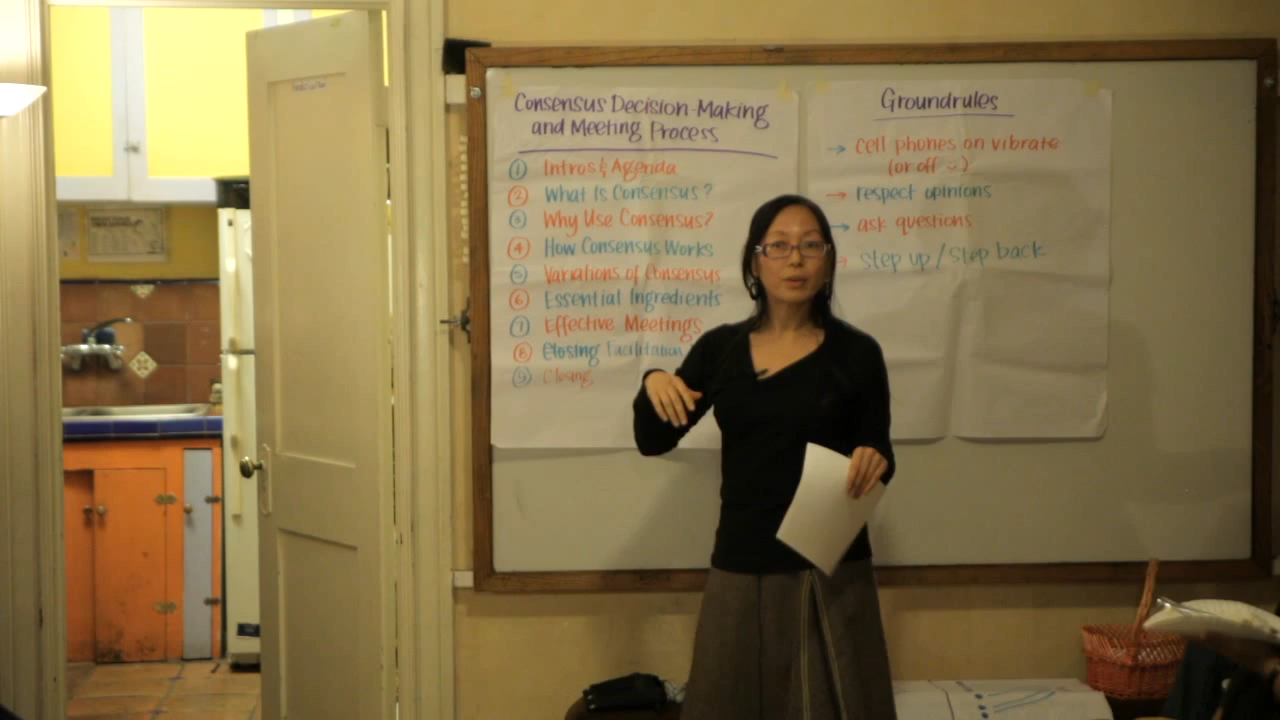 Consensus Decision-Making
and Meeting Process
1 Intros & Agenda
2 What Is Consensus?
3 Why Use Consensus?
4 How Consensus Works
5 Variations of Consensus
6 Essential Ingredients
7 Effective Meetings
8 Closing Facilitation
9 Closing
Groundrules
→ cell phones on vibrate
(or off :)
→ respect opinions
→ ask questions
→ step up / step back